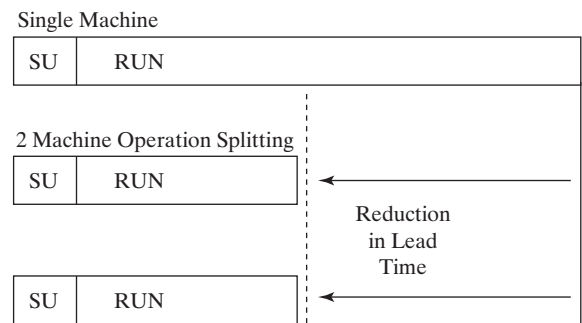 Single Machine
SU RUN
2 Machine Operation Splitting
SU RUN
Reduction
in Lead
Time
SU RUN